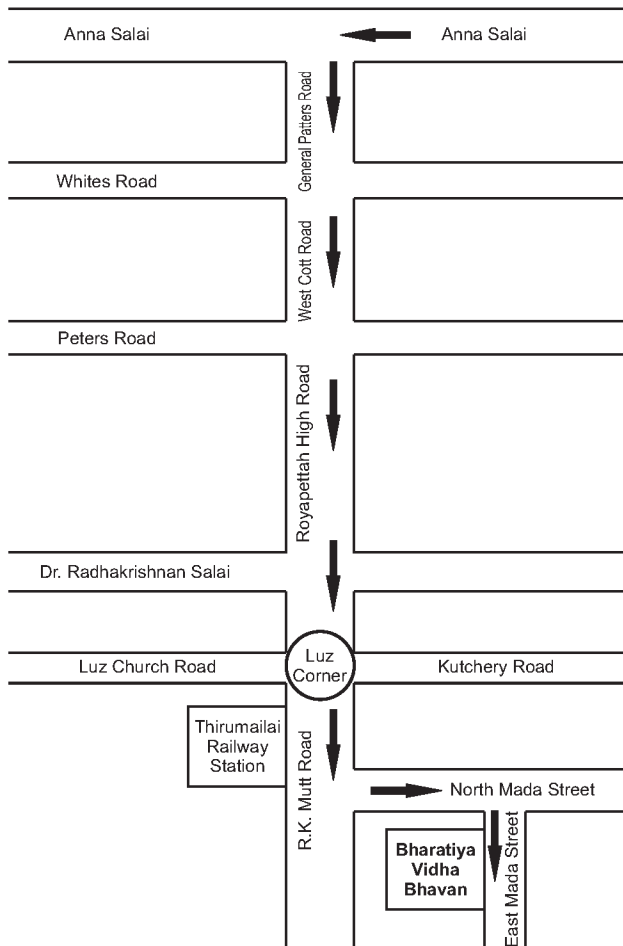 Anna Salai
Anna Salai
General Patters Road
Whites Road
West Cott Road
Peters Road
Royapettah High Road
Dr. Radhakrishnan Salai
Luz Church Road
Luz
Corner
Kutchery Road
Thirumailai
Railway
Station
R.K. Mutt Road
North Mada Street
Bharatiya
Vidha
Bhavan
East Mada Street